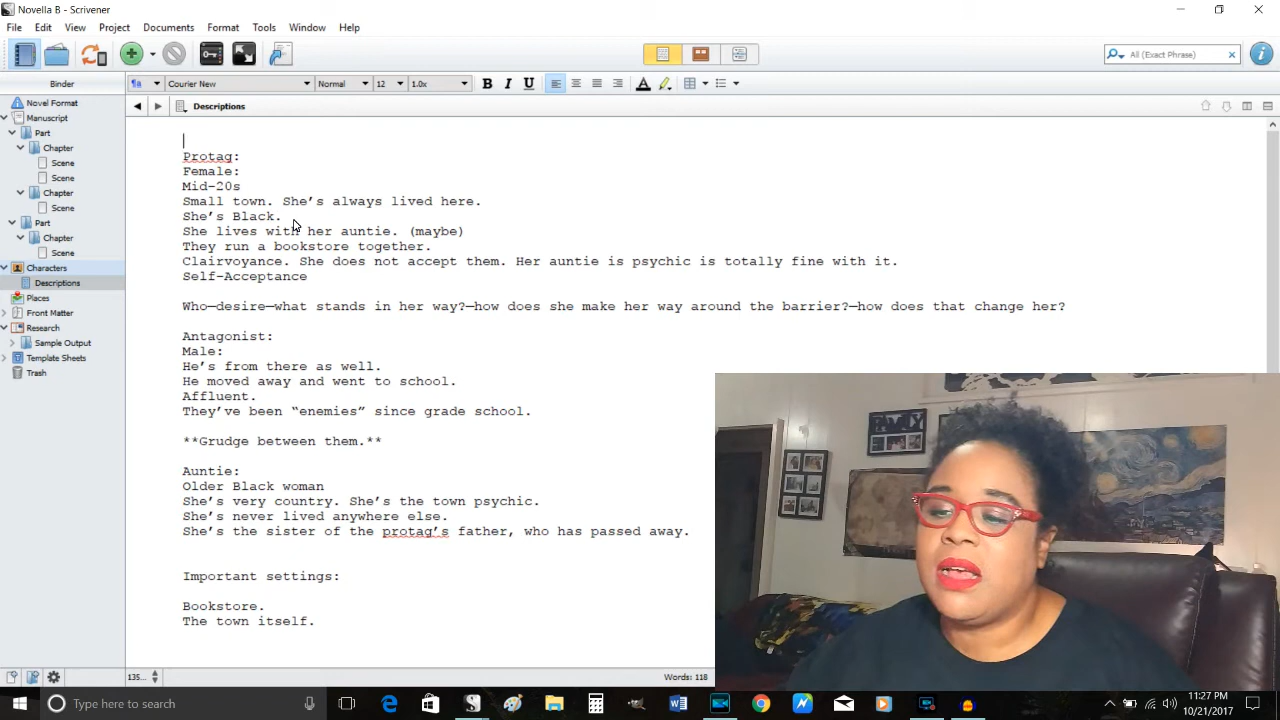 Novella B - Scrivener
File Edit View Project Documents Format Tools Window Help
All (Exact Phrase)
Binder
Courier New Normal 12 1.0x B I U A
Descriptions
Novel Format
Manuscript
Part
Chapter
Scene
Scene
Chapter
Scene
Part
Chapter
Scene
Characters
Descriptions
Places
Front Matter
Research
Sample Output
Template Sheets
Trash
Protag:
Female:
Mid-20s
Small town. She’s always lived here.
She’s Black.
She lives with her auntie. (maybe)
They run a bookstore together.
Clairvoyance. She does not accept them. Her auntie is psychic is totally fine with it.
Self-Acceptance
Who—desire—what stands in her way?—how does she make her way around the barrier?—how does that change her?
Antagonist:
Male:
He’s from there as well.
He moved away and went to school.
Affluent.
They’ve been “enemies” since grade school.
**Grudge between them.**
Auntie:
Older Black woman
She’s very country. She’s the town psychic.
She’s never lived anywhere else.
She’s the sister of the protag’s father, who has passed away.
Important settings:
Bookstore.
The town itself.
135... Words: 118
Type here to search
11:27 PM
10/21/2017